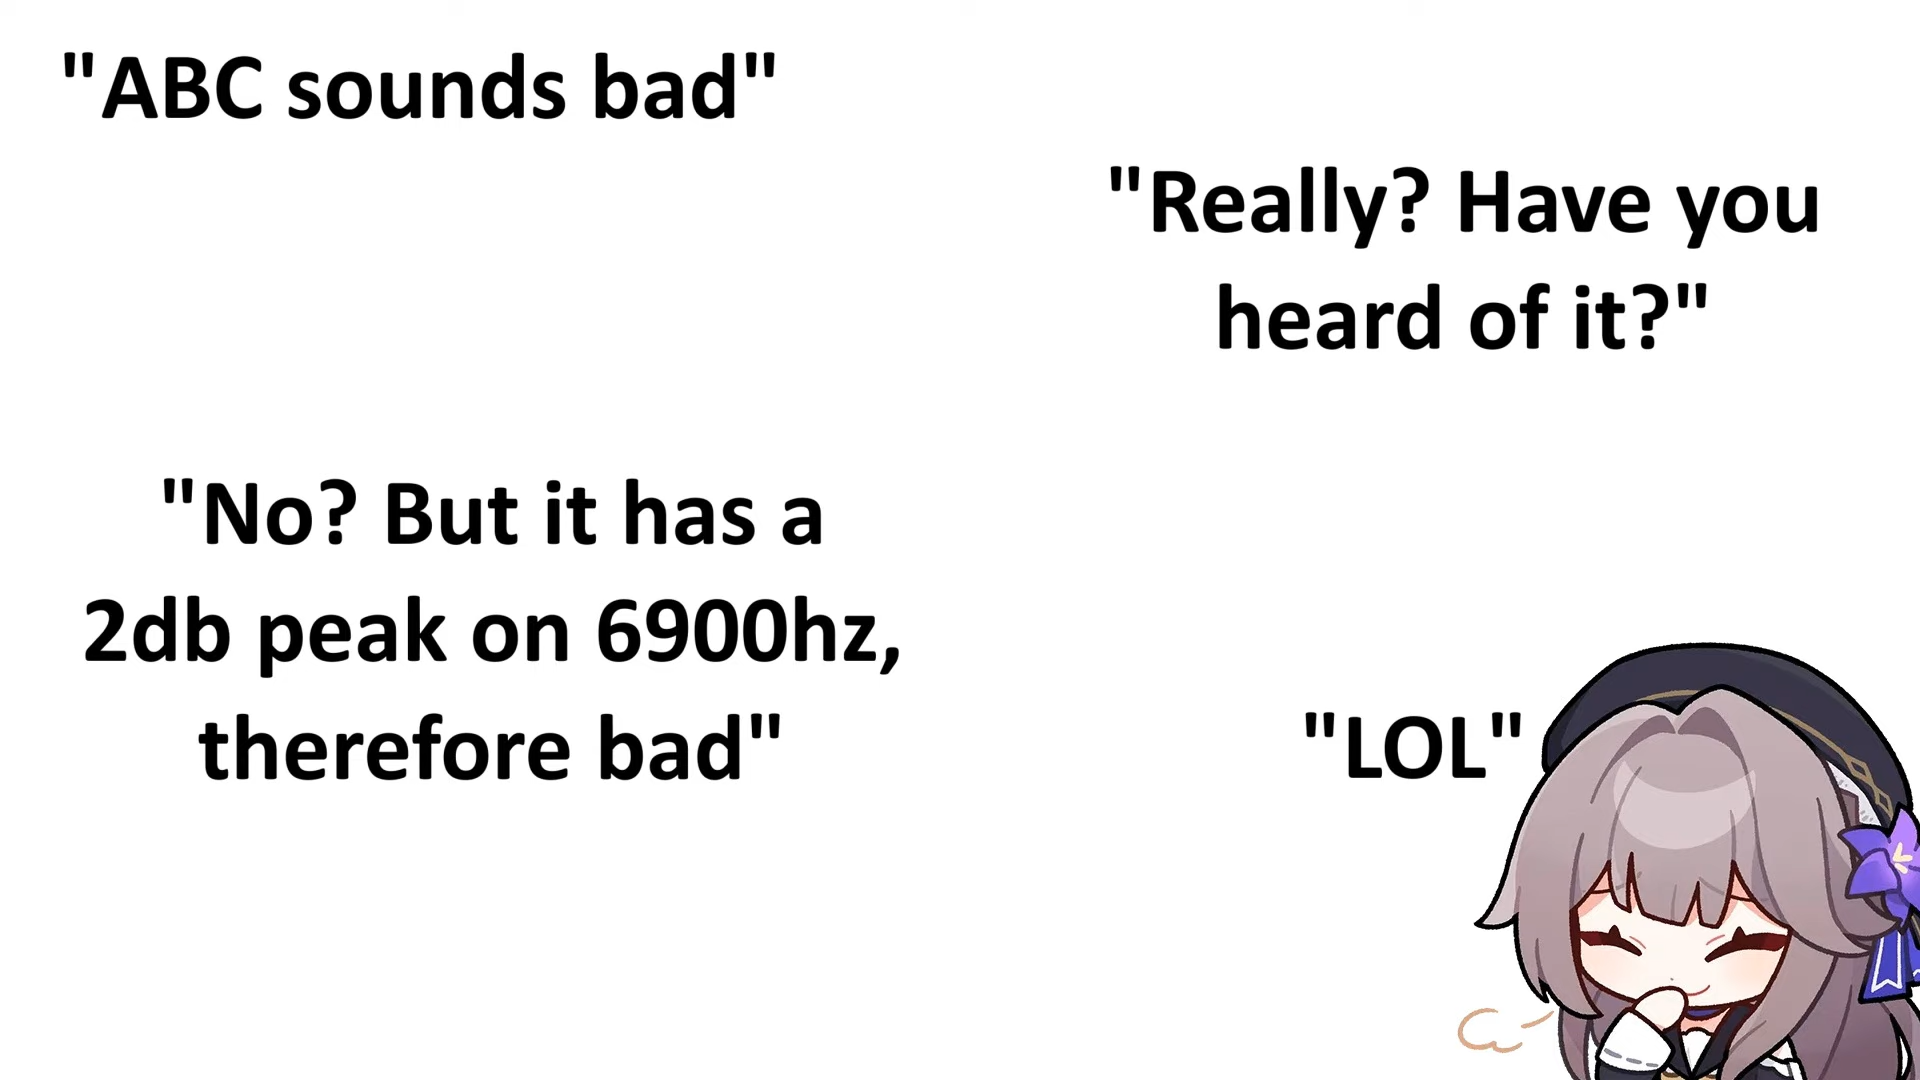 "ABC sounds bad"
"Really? Have you
heard of it?"
"No? But it has a
2db peak on 6900hz,
therefore bad"
"LOL"